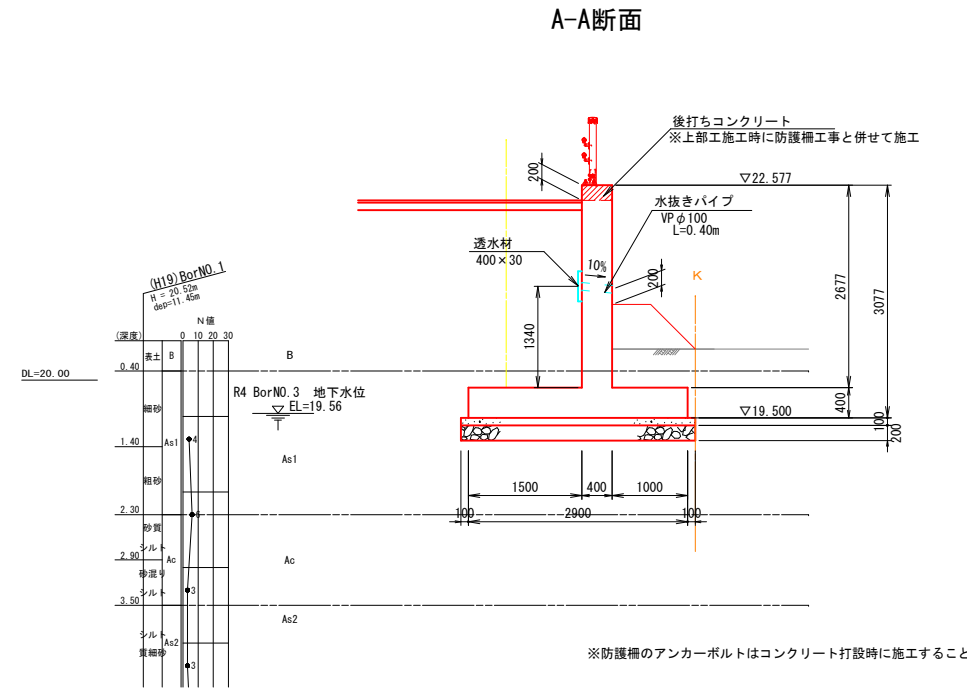 A-A断面
後打ちコンクリート
※上部工施工時に防護柵工事と併せて施工
200
▽22.577
水抜きパイプ
VPφ100
L=0.40m
透水材
400×30
10%
200
K
2677
3077
1340
(H19)BorNO.1
H = 20.52m
dep=11.45m
N値
(深度)
0 10 20 30
表土 B
B
0.40
DL=20.00
R4 BorNO.3 地下水位
EL=19.56
細砂
400
▽19.500
100
200
4
1.40
As1
As1
粗砂
1500
400
1000
2.30
6
100
2900
100
砂質
シルト
2.90
Ac
Ac
砂混り
シルト
3
3.50
As2
シルト
質細砂
As2
3
※防護柵のアンカーボルトはコンクリート打設時に施工すること